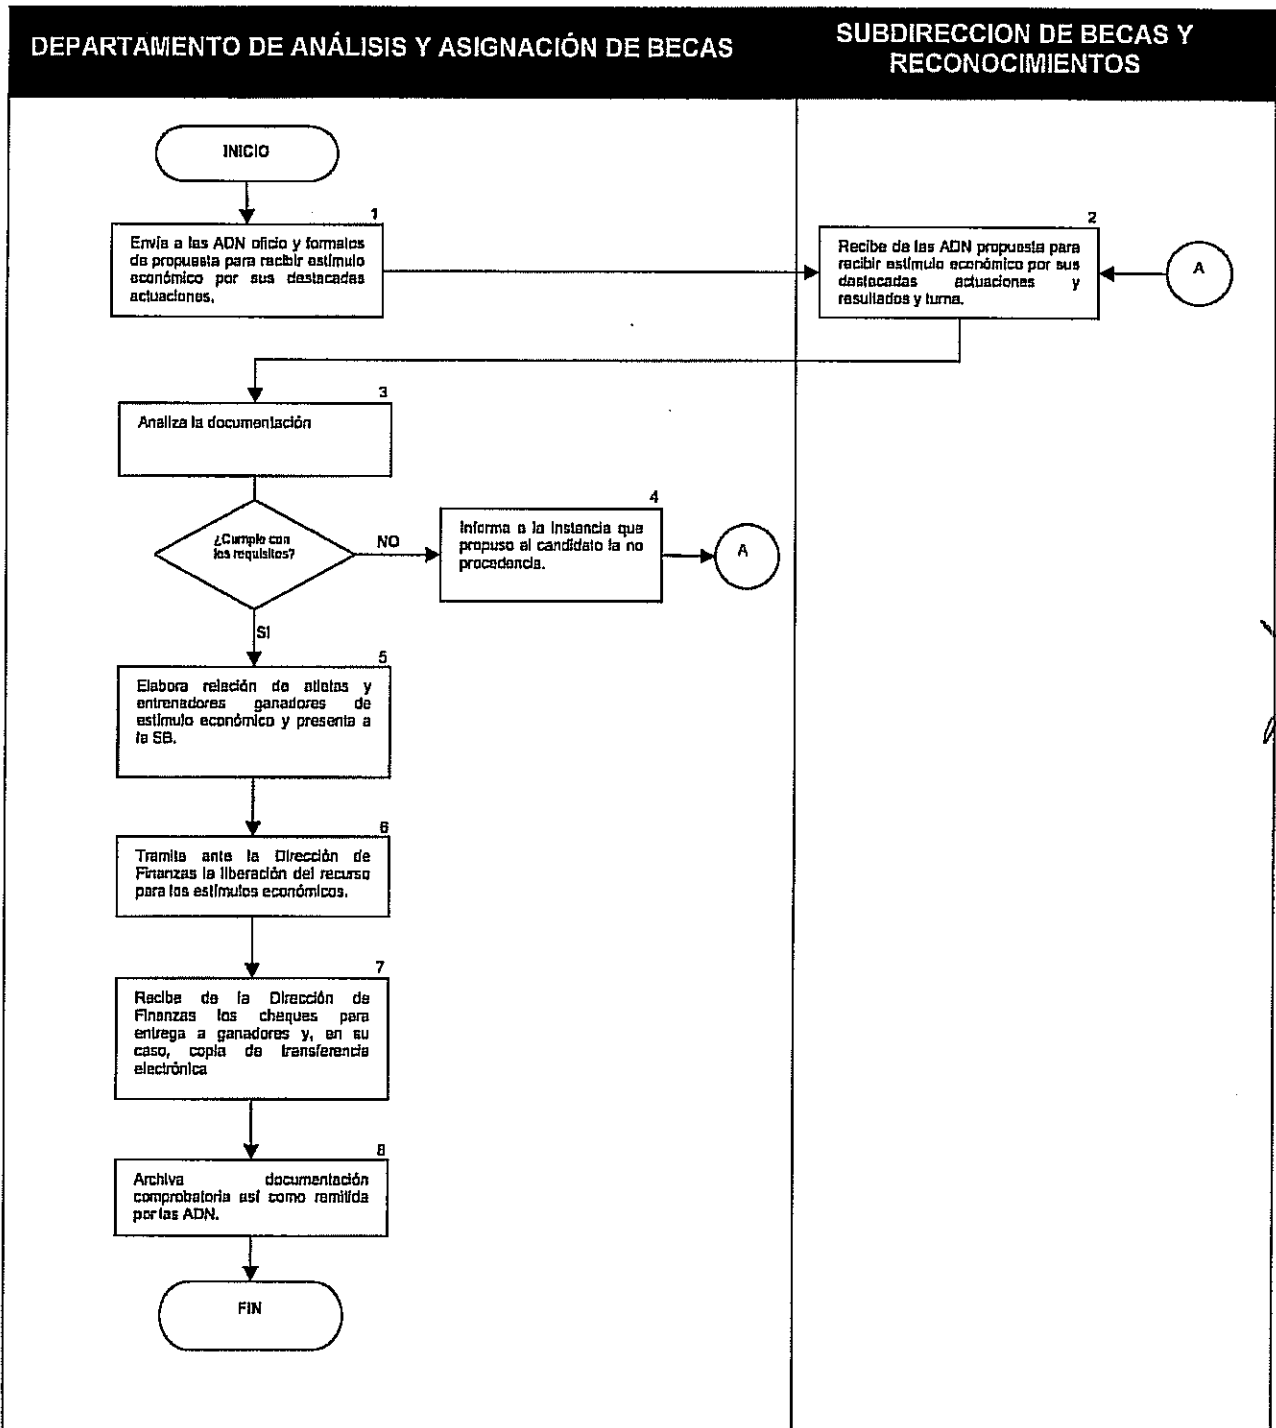 DEPARTAMENTO DE ANÁLISIS Y ASIGNACIÓN DE BECAS
SUBDIRECCION DE BECAS Y
RECONOCIMIENTOS
INICIO
1
Envía a las ADN oficio y formatos
de propuesta para recibir estímulo
económico por sus destacadas
actuaciones.
2
Recibe de las ADN propuesta para
recibir estímulo económico por sus
destacadas actuaciones y
resultados y turna.
A
3
Analiza la documentación
¿Cumple con
los requisitos?
NO
4
Informa a la instancia que
propuso al candidato la no
procedencia.
A
SI
5
Elabora relación de atletas y
entrenadores ganadores de
estímulo económico y presenta a
la SB.
6
Tramita ante la Dirección de
Finanzas la liberación del recurso
para los estímulos económicos.
7
Recibe de la Dirección de
Finanzas los cheques para
entrega a ganadores y, en su
caso, copia de transferencia
electrónica
8
Archiva documentación
comprobatoria así como remitida
por las ADN.
FIN